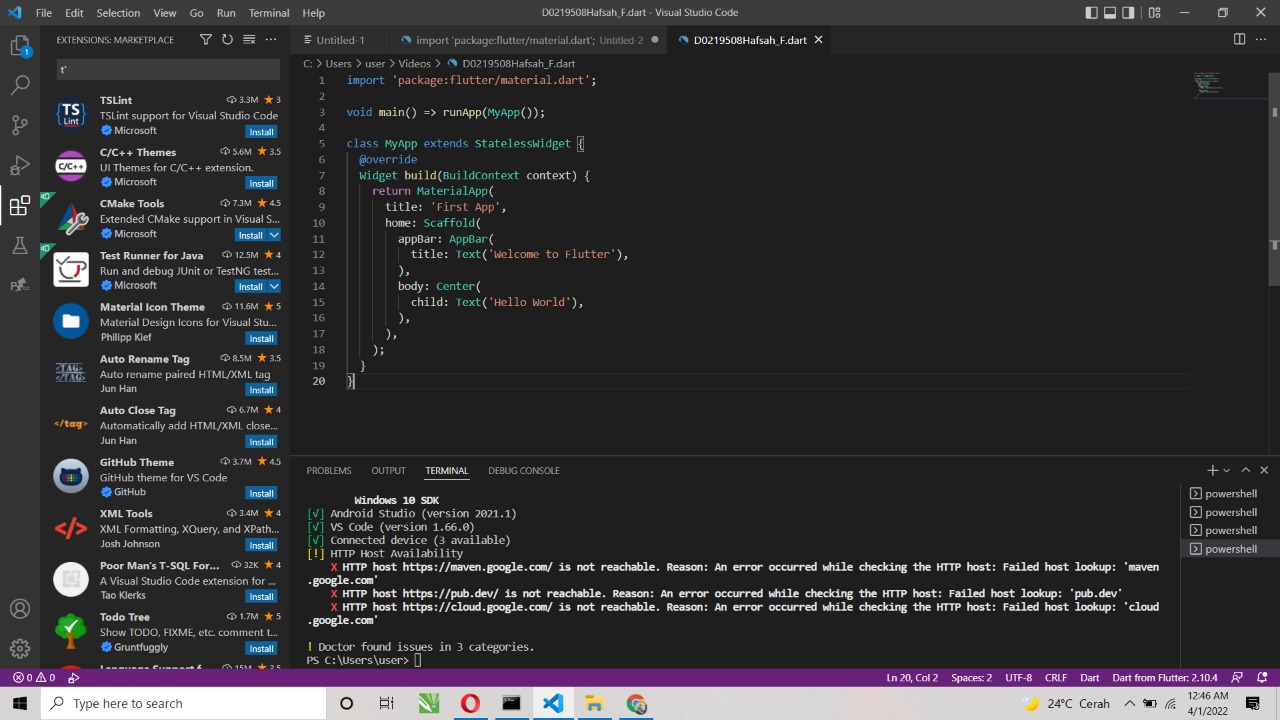 File Edit Selection View Go Run Terminal Help D0219508Hafsah_F.dart - Visual Studio Code
EXTENSIONS: MARKETPLACE
t'
TSLint 3.3M 3
TSLint support for Visual Studio Code
Microsoft Install
C/C++ Themes 5.6M 3.5
UI Themes for C/C++ extension.
Microsoft Install
CMake Tools 7.3M 4.5
Extended CMake support in Visual S...
Microsoft Install
Test Runner for Java 12.5M 4
Run and debug JUnit or TestNG test...
Microsoft Install
Material Icon Theme 11.6M 5
Material Design Icons for Visual Stu...
Philipp Kief Install
Auto Rename Tag 8.5M 3.5
Auto rename paired HTML/XML tag
Jun Han Install
Auto Close Tag 6.7M 4
Automatically add HTML/XML close...
Jun Han Install
GitHub Theme 3.7M 4.5
GitHub theme for VS Code
GitHub Install
XML Tools 3.4M 4
XML Formatting, XQuery, and XPath...
Josh Johnson Install
Poor Man's T-SQL For... 32K 4
A Visual Studio Code extension for ...
Tao Klerks Install
Todo Tree 1.7M 5
Show TODO, FIXME, etc. comment t...
Gruntfuggly Install
Untitled-1 import 'package:flutter/material.dart'; Untitled-2 D0219508Hafsah_F.dart
C: > Users > user > Videos > D0219508Hafsah_F.dart
1 import 'package:flutter/material.dart';
2
3 void main() => runApp(MyApp());
4
5 class MyApp extends StatelessWidget {
6 @override
7 Widget build(BuildContext context) {
8 return MaterialApp(
9 title: 'First App',
10 home: Scaffold(
11 appBar: AppBar(
12 title: Text('Welcome to Flutter'),
13 ),
14 body: Center(
15 child: Text('Hello World'),
16 ),
17 ),
18 );
19 }
20 }
PROBLEMS OUTPUT TERMINAL DEBUG CONSOLE
Windows 10 SDK
[√] Android Studio (version 2021.1)
[√] VS Code (version 1.66.0)
[√] Connected device (3 available)
[!] HTTP Host Availability
X HTTP host https://maven.google.com/ is not reachable. Reason: An error occurred while checking the HTTP host: Failed host lookup: 'maven
.google.com'
X HTTP host https://pub.dev/ is not reachable. Reason: An error occurred while checking the HTTP host: Failed host lookup: 'pub.dev'
X HTTP host https://cloud.google.com/ is not reachable. Reason: An error occurred while checking the HTTP host: Failed host lookup: 'cloud
.google.com'
! Doctor found issues in 3 categories.
PS C:\Users\user>
powershell
powershell
powershell
powershell
0 0 Ln 20, Col 2 Spaces: 2 UTF-8 CRLF Dart Dart from Flutter: 2.10.4
Type here to search 24°C Cerah 12:46 AM
4/1/2022